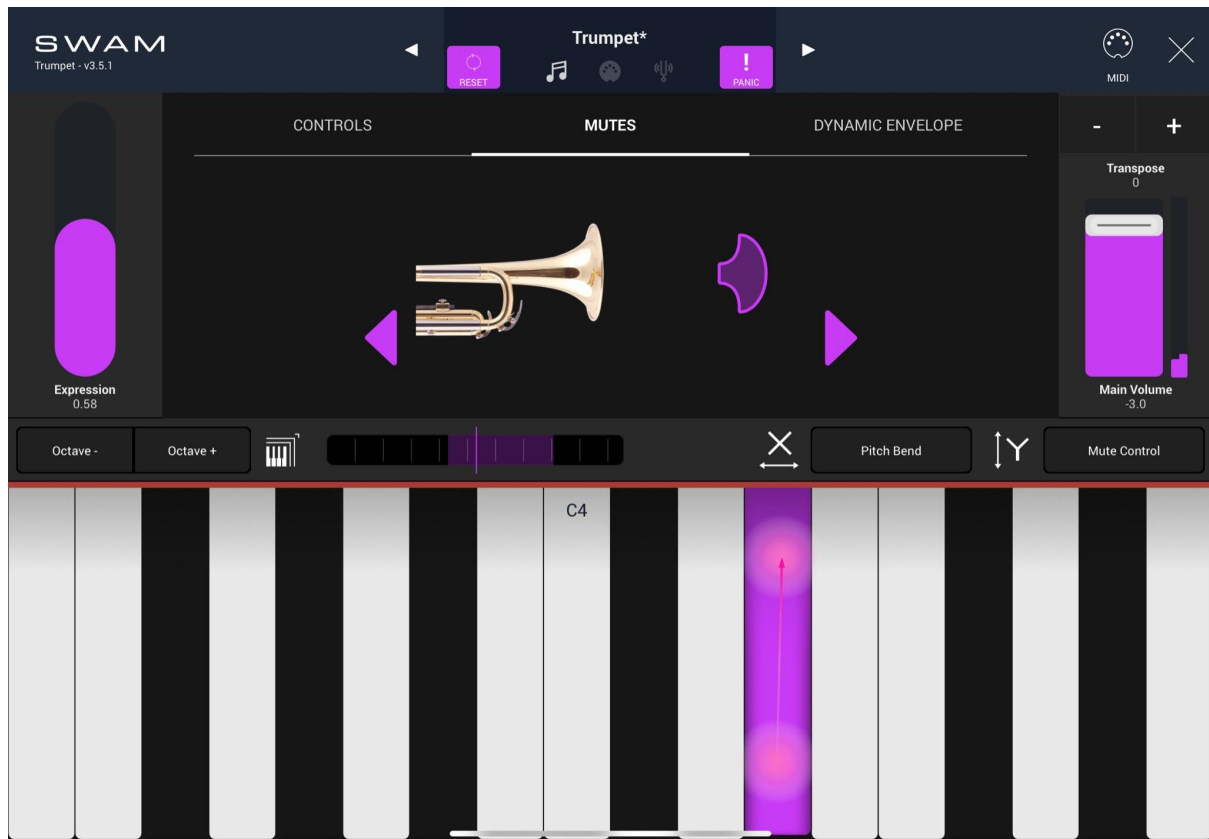 SWAM
Trumpet - v3.5.1
Trumpet*
RESET
!
PANIC
MIDI
CONTROLS
MUTES
DYNAMIC ENVELOPE
-
+
Transpose
0
Expression
0.58
Main Volume
-3.0
Octave -
Octave +
X
Pitch Bend
Y
Mute Control
C4